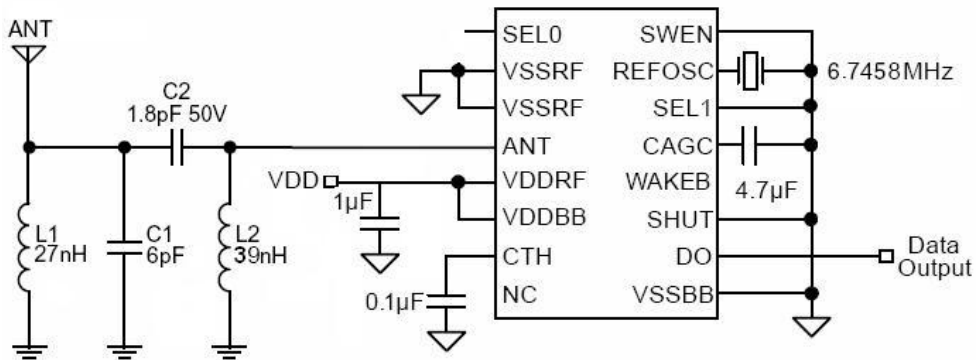 ANT
C2
1.8pF 50V
L1
27nH
C1
6pF
L2
39nH
VDD
1µF
0.1µF
SEL0
VSSRF
VSSRF
ANT
VDDRF
VDDBB
CTH
NC
SWEN
REFOSC
SEL1
CAGC
WAKEB
SHUT
DO
VSSBB
6.7458MHz
4.7µF
Data
Output